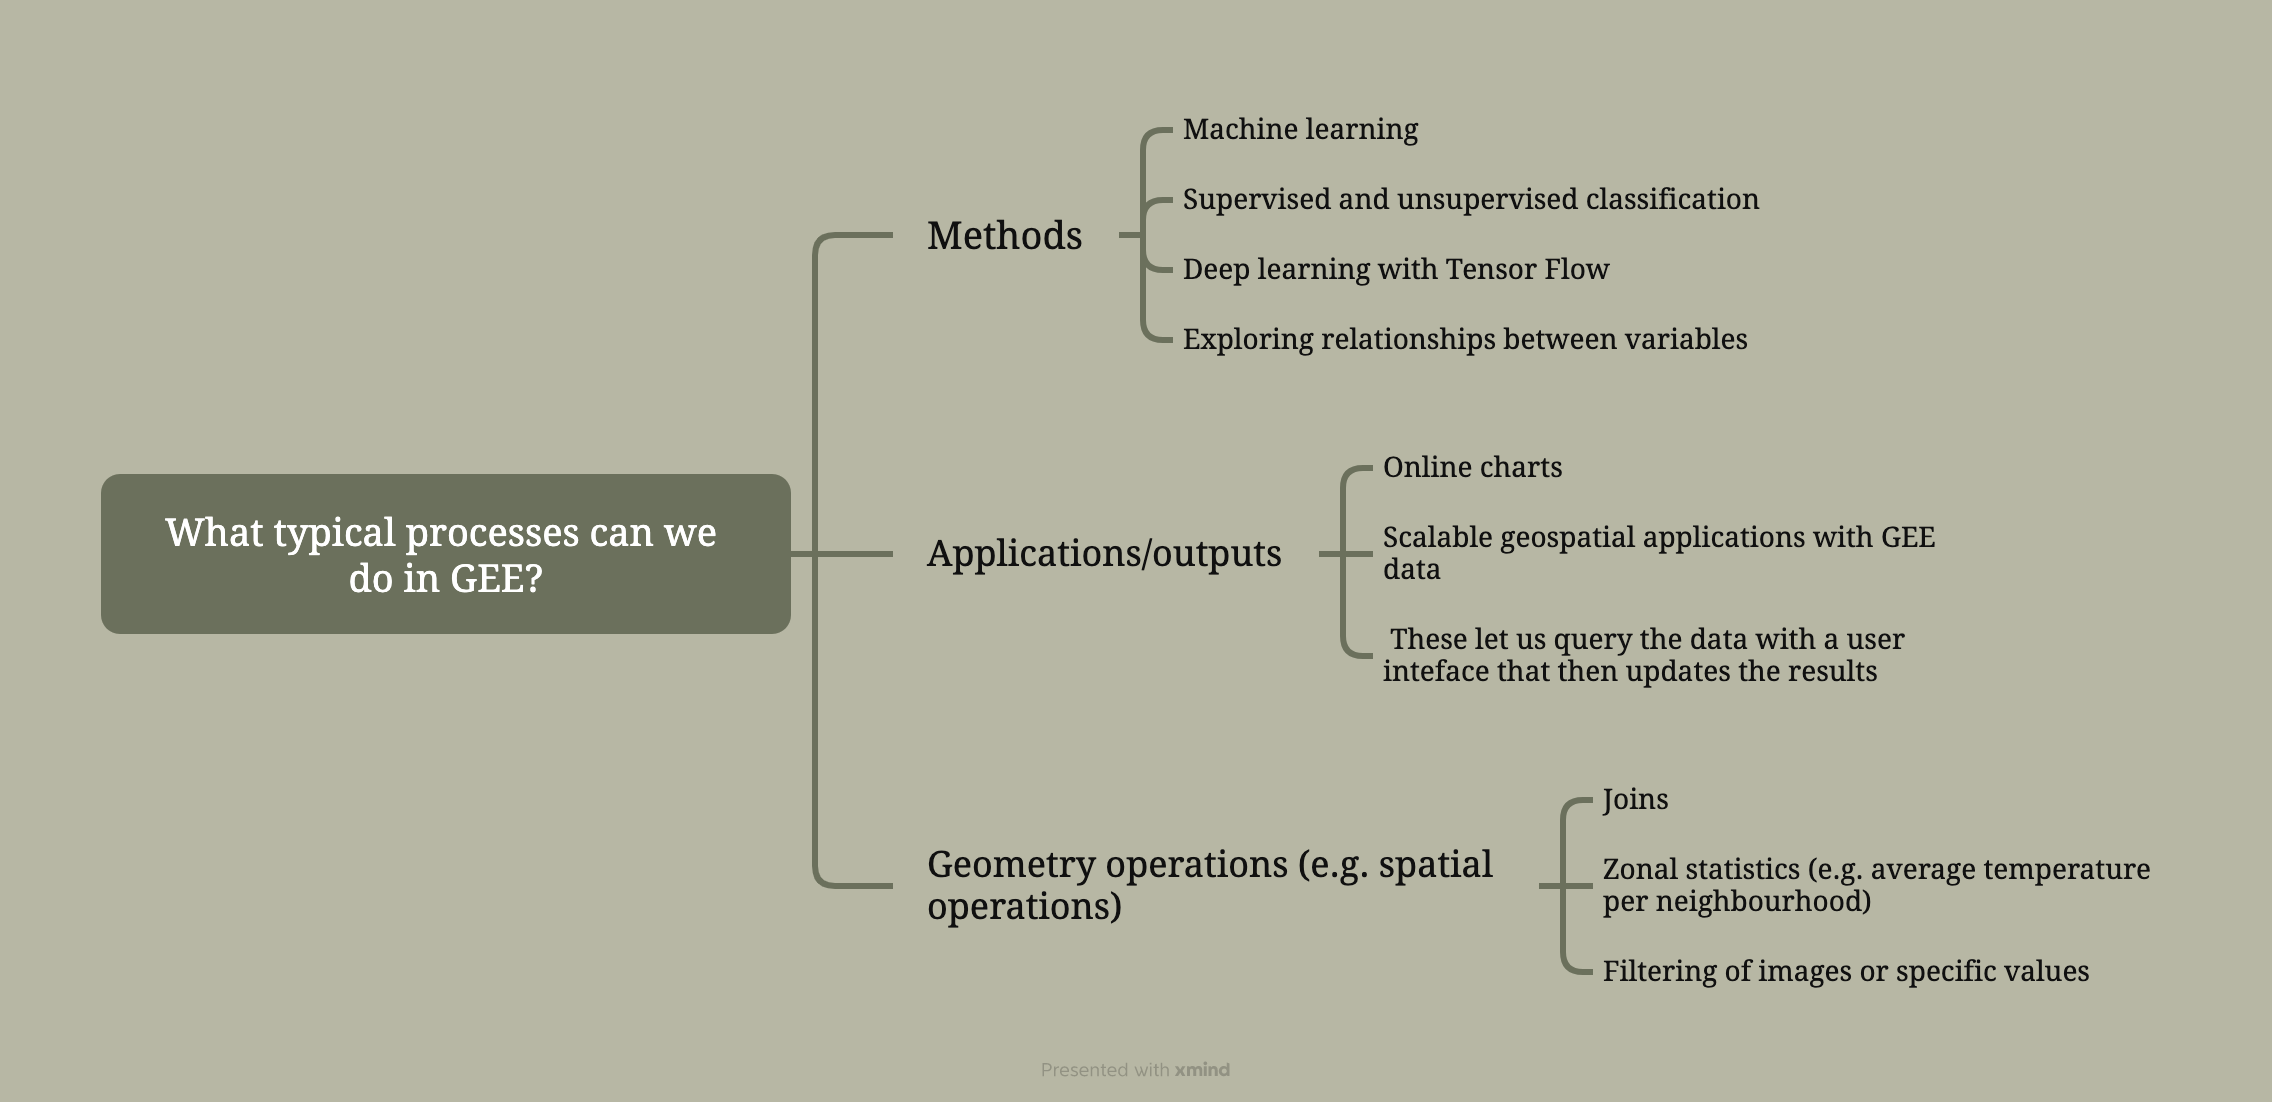 What typical processes can we
do in GEE?
Methods
Machine learning
Supervised and unsupervised classification
Deep learning with Tensor Flow
Exploring relationships between variables
Applications/outputs
Online charts
Scalable geospatial applications with GEE
data
These let us query the data with a user
inteface that then updates the results
Geometry operations (e.g. spatial
operations)
Joins
Zonal statistics (e.g. average temperature
per neighbourhood)
Filtering of images or specific values
Presented with xmind